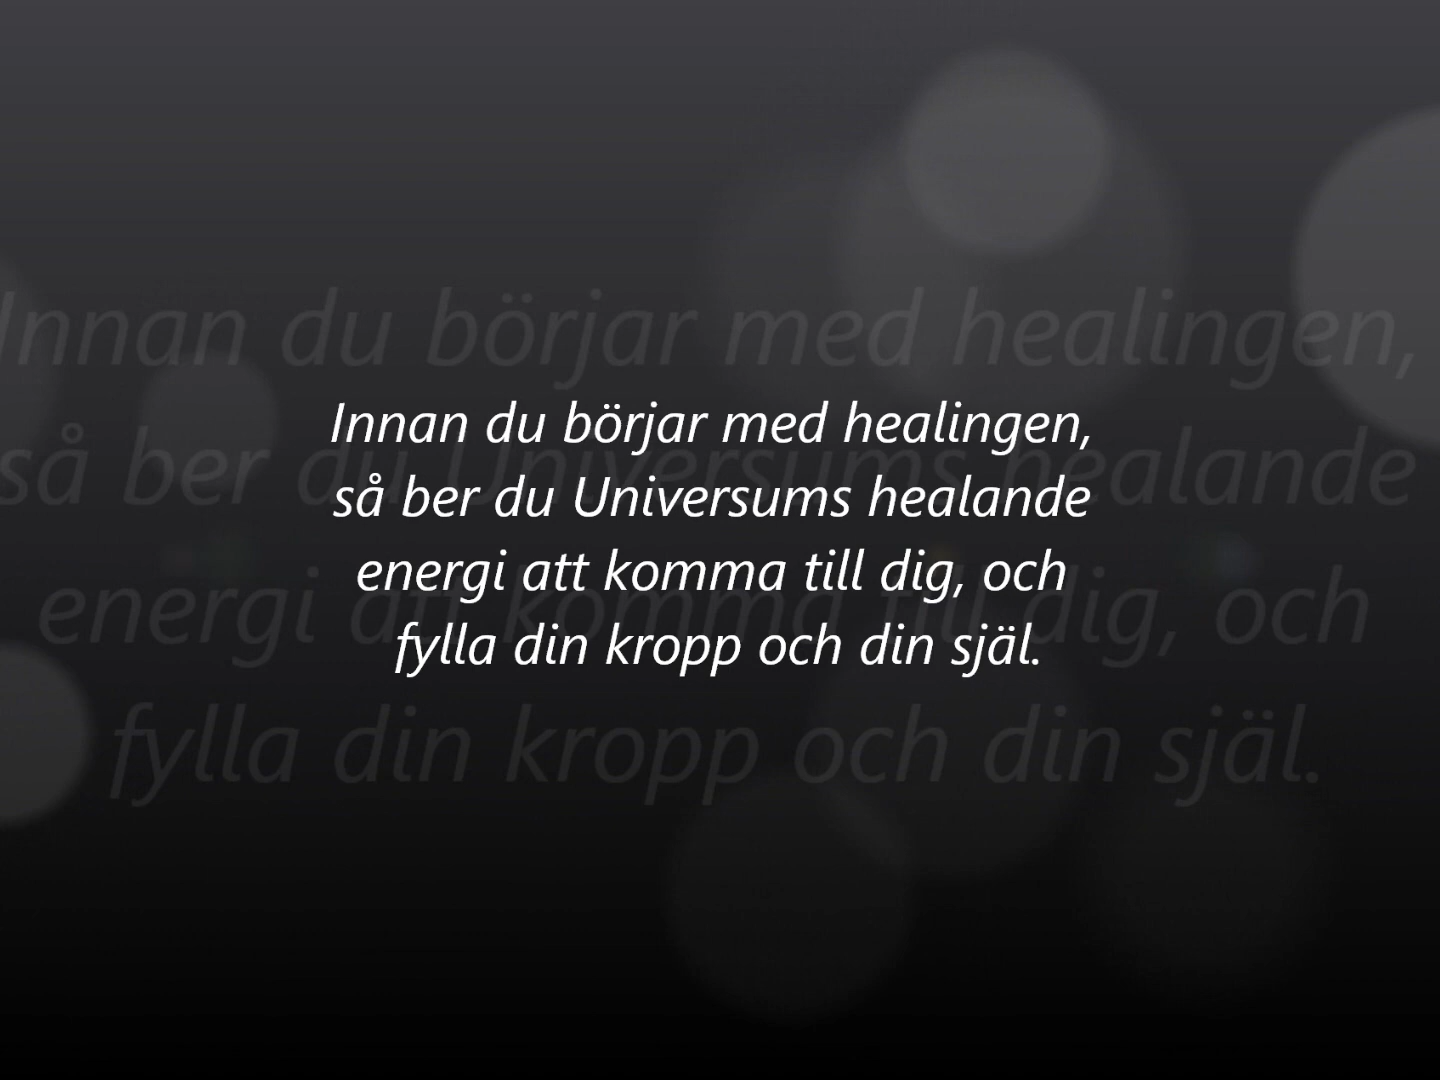 Innan du börjar med healingen,
så ber du Universums healande
energi att komma till dig, och
fylla din kropp och din själ.